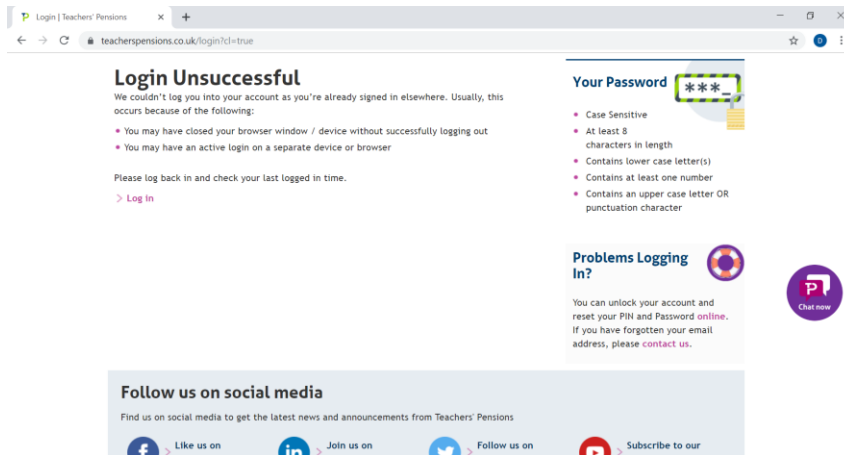 Login | Teachers' Pensions
teacherspensions.co.uk/login?cl=true
D
Login Unsuccessful
We couldn't log you into your account as you're already signed in elsewhere. Usually, this
occurs because of the following:
You may have closed your browser window / device without successfully logging out
You may have an active login on a separate device or browser
Please log back in and check your last logged in time.
Log in
Your Password
***_
Case Sensitive
At least 8
characters in length
Contains lower case letter(s)
Contains at least one number
Contains an upper case letter OR
punctuation character
Problems Logging
In?
You can unlock your account and
reset your PIN and Password online.
If you have forgotten your email
address, please contact us.
P
Chat now
Follow us on social media
Find us on social media to get the latest news and announcements from Teachers' Pensions
Like us on
Join us on
Follow us on
Subscribe to our